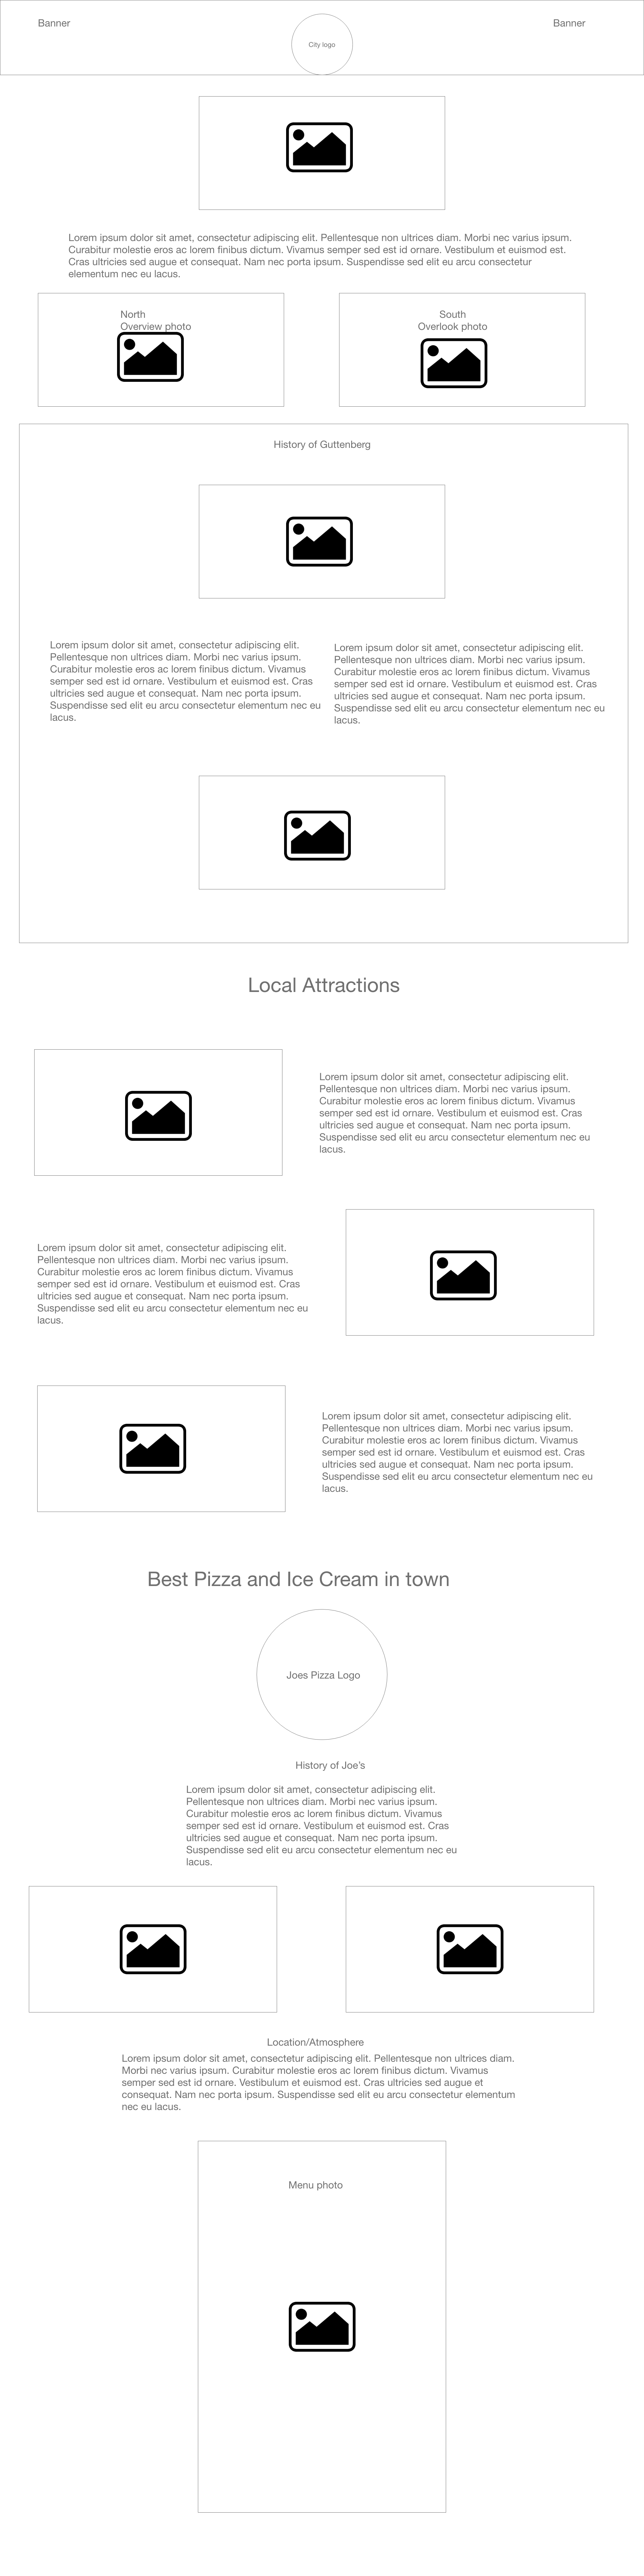 Banner
City logo
Banner
Lorem ipsum dolor sit amet, consectetur adipiscing elit. Pellentesque non ultrices diam. Morbi nec varius ipsum.
Curabitur molestie eros ac lorem finibus dictum. Vivamus semper sed est id ornare. Vestibulum et euismod est.
Cras ultricies sed augue et consequat. Nam nec porta ipsum. Suspendisse sed elit eu arcu consectetur
elementum nec eu lacus.
North
Overview photo
South
Overlook photo
History of Guttenberg
Lorem ipsum dolor sit amet, consectetur adipiscing elit.
Pellentesque non ultrices diam. Morbi nec varius ipsum.
Curabitur molestie eros ac lorem finibus dictum. Vivamus
semper sed est id ornare. Vestibulum et euismod est. Cras
ultricies sed augue et consequat. Nam nec porta ipsum.
Suspendisse sed elit eu arcu consectetur elementum nec eu
lacus.
Lorem ipsum dolor sit amet, consectetur adipiscing elit.
Pellentesque non ultrices diam. Morbi nec varius ipsum.
Curabitur molestie eros ac lorem finibus dictum. Vivamus
semper sed est id ornare. Vestibulum et euismod est. Cras
ultricies sed augue et consequat. Nam nec porta ipsum.
Suspendisse sed elit eu arcu consectetur elementum nec eu
lacus.
Local Attractions
Lorem ipsum dolor sit amet, consectetur adipiscing elit.
Pellentesque non ultrices diam. Morbi nec varius ipsum.
Curabitur molestie eros ac lorem finibus dictum. Vivamus
semper sed est id ornare. Vestibulum et euismod est. Cras
ultricies sed augue et consequat. Nam nec porta ipsum.
Suspendisse sed elit eu arcu consectetur elementum nec eu
lacus.
Lorem ipsum dolor sit amet, consectetur adipiscing elit.
Pellentesque non ultrices diam. Morbi nec varius ipsum.
Curabitur molestie eros ac lorem finibus dictum. Vivamus
semper sed est id ornare. Vestibulum et euismod est. Cras
ultricies sed augue et consequat. Nam nec porta ipsum.
Suspendisse sed elit eu arcu consectetur elementum nec eu
lacus.
Lorem ipsum dolor sit amet, consectetur adipiscing elit.
Pellentesque non ultrices diam. Morbi nec varius ipsum.
Curabitur molestie eros ac lorem finibus dictum. Vivamus
semper sed est id ornare. Vestibulum et euismod est. Cras
ultricies sed augue et consequat. Nam nec porta ipsum.
Suspendisse sed elit eu arcu consectetur elementum nec eu
lacus.
Best Pizza and Ice Cream in town
Joes Pizza Logo
History of Joe’s
Lorem ipsum dolor sit amet, consectetur adipiscing elit.
Pellentesque non ultrices diam. Morbi nec varius ipsum.
Curabitur molestie eros ac lorem finibus dictum. Vivamus
semper sed est id ornare. Vestibulum et euismod est. Cras
ultricies sed augue et consequat. Nam nec porta ipsum.
Suspendisse sed elit eu arcu consectetur elementum nec eu
lacus.
Location/Atmosphere
Lorem ipsum dolor sit amet, consectetur adipiscing elit. Pellentesque non ultrices diam.
Morbi nec varius ipsum. Curabitur molestie eros ac lorem finibus dictum. Vivamus
semper sed est id ornare. Vestibulum et euismod est. Cras ultricies sed augue et
consequat. Nam nec porta ipsum. Suspendisse sed elit eu arcu consectetur elementum
nec eu lacus.
Menu photo